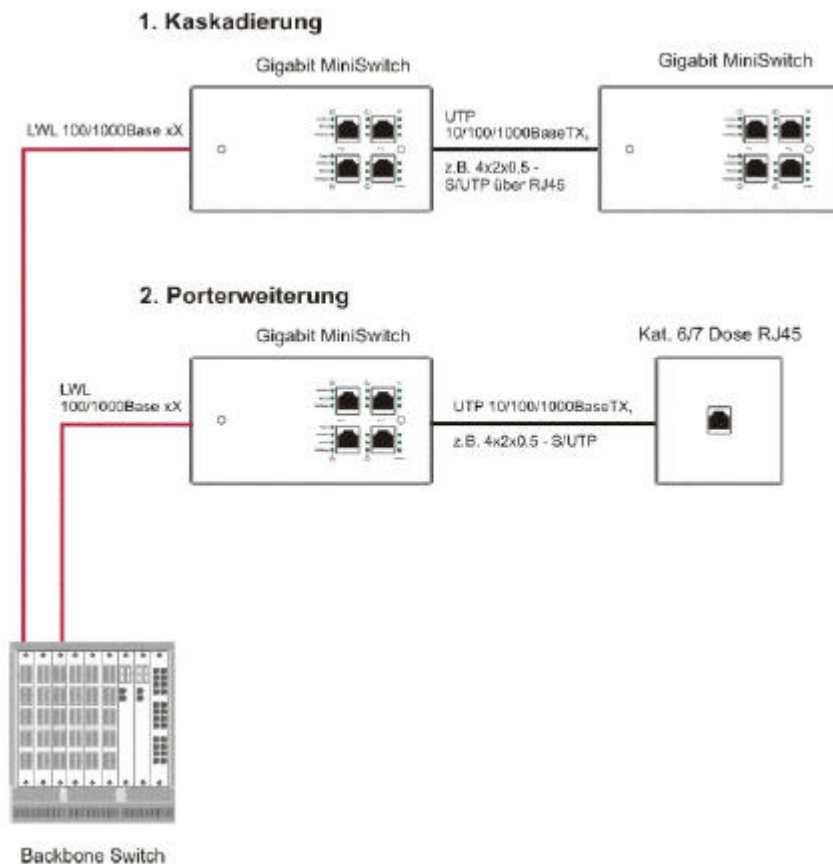 1. Kaskadierung
Gigabit MiniSwitch
Gigabit MiniSwitch
LWL 100/1000Base xX
UTP
10/100/1000BaseTX,
z.B. 4x2x0,5 -
S/UTP über RJ45
2. Porterweiterung
Gigabit MiniSwitch
Kat. 6/7 Dose RJ45
LWL
100/1000Base xX
UTP 10/100/1000BaseTX,
z.B. 4x2x0.5 - S/UTP
Backbone Switch